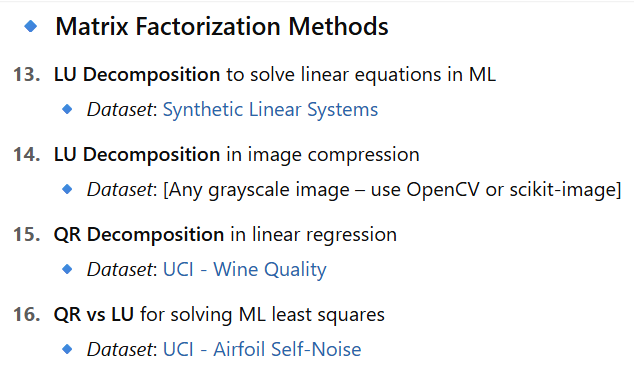 Matrix Factorization Methods
13. LU Decomposition to solve linear equations in ML
Dataset: Synthetic Linear Systems
14. LU Decomposition in image compression
Dataset: [Any grayscale image – use OpenCV or scikit-image]
15. QR Decomposition in linear regression
Dataset: UCI - Wine Quality
16. QR vs LU for solving ML least squares
Dataset: UCI - Airfoil Self-Noise